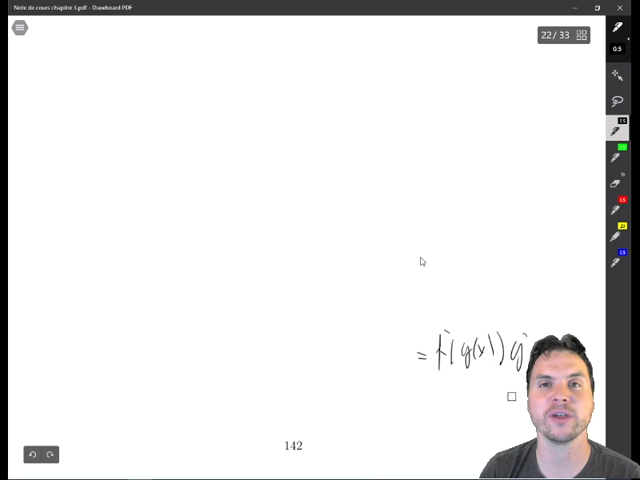 Note de cours chapitre 3.pdf - Drawboard PDF
22 / 33
0.5
= f'(g(x)) g'
142